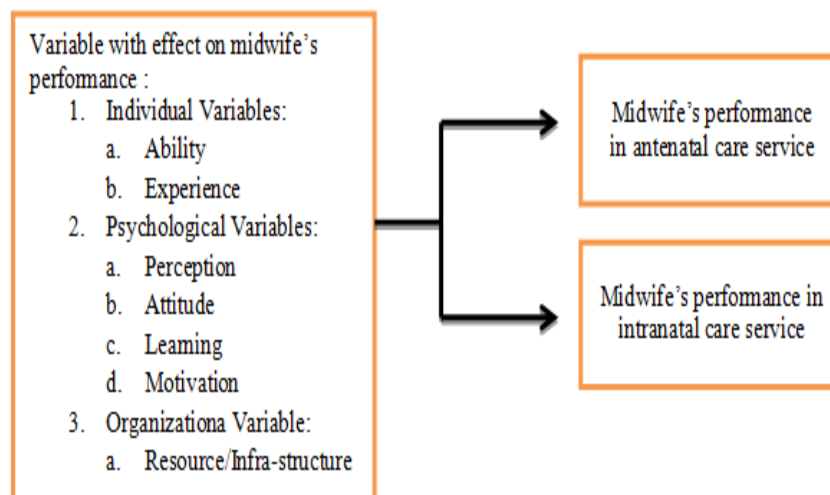 Variable with effect on midwife's
performance :
1. Individual Variables:
a. Ability
b. Experience
2. Psychological Variables:
a. Perception
b. Attitude
c. Learning
d. Motivation
3. Organizationa Variable:
a. Resource/Infra-structure
Midwife's performance
in antenatal care service
Midwife's performance in
intranatal care service